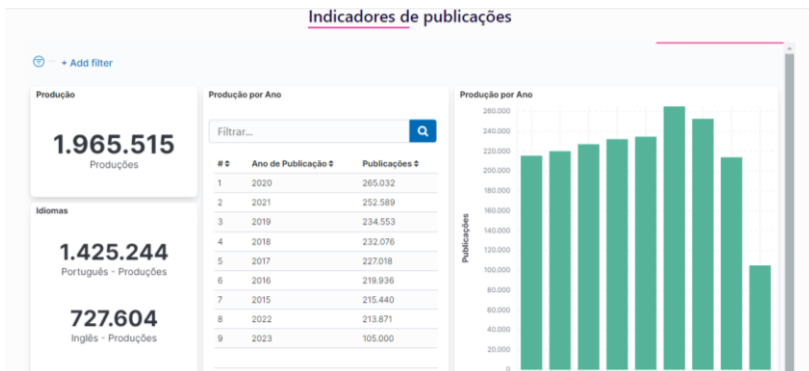 Indicadores de publicações
+ Add filter
Produção
1.965.515
Produções
Idiomas
1.425.244
Português - Produções
727.604
Inglês - Produções
Produção por Ano
Filtrar...
# Ano de Publicação Publicações
1 2020 265.032
2 2021 252.589
3 2019 234.553
4 2018 232.076
5 2017 227.018
6 2016 219.936
7 2015 215.440
8 2022 213.871
9 2023 105.000
Produção por Ano
Publicações
260.000
240.000
220.000
200.000
180.000
160.000
140.000
120.000
100.000
80.000
60.000
40.000
20.000
0